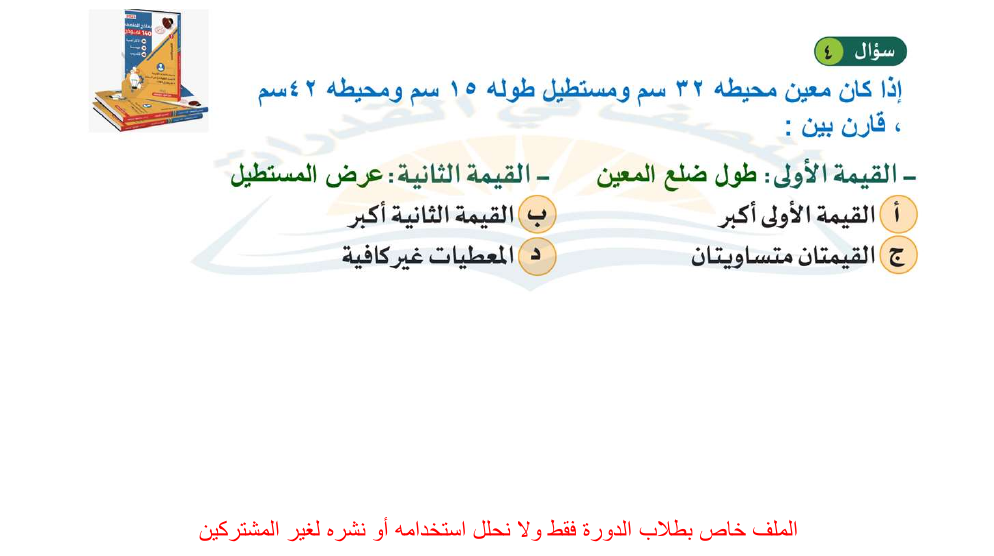 سؤال ٤
إذا كان معين محيطه ٣٢ سم ومستطيل طوله ١٥ سم ومحيطه ٤٢سم
، قارن بين :
- القيمة الأولى: طول ضلع المعين - القيمة الثانية: عرض المستطيل
أ القيمة الأولى أكبر ب القيمة الثانية أكبر
ج القيمتان متساويتان د المعطيات غير كافية
الملف خاص بطلاب الدورة فقط ولا نحلل استخدامه أو نشره لغير المشتركين